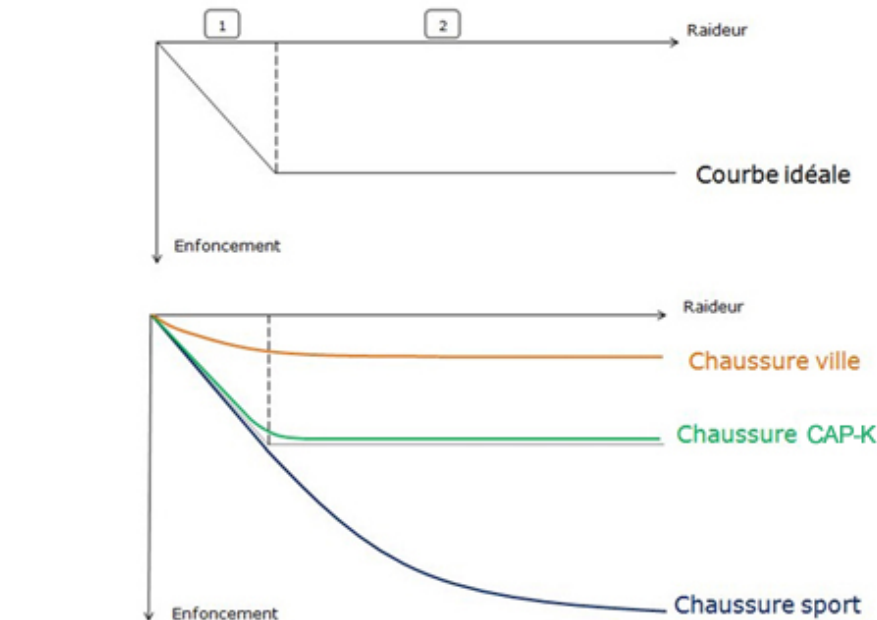 1
2
Raideur
Courbe idéale
Enfoncement
Raideur
Chaussure ville
Chaussure CAP-K
Chaussure sport
Enfoncement